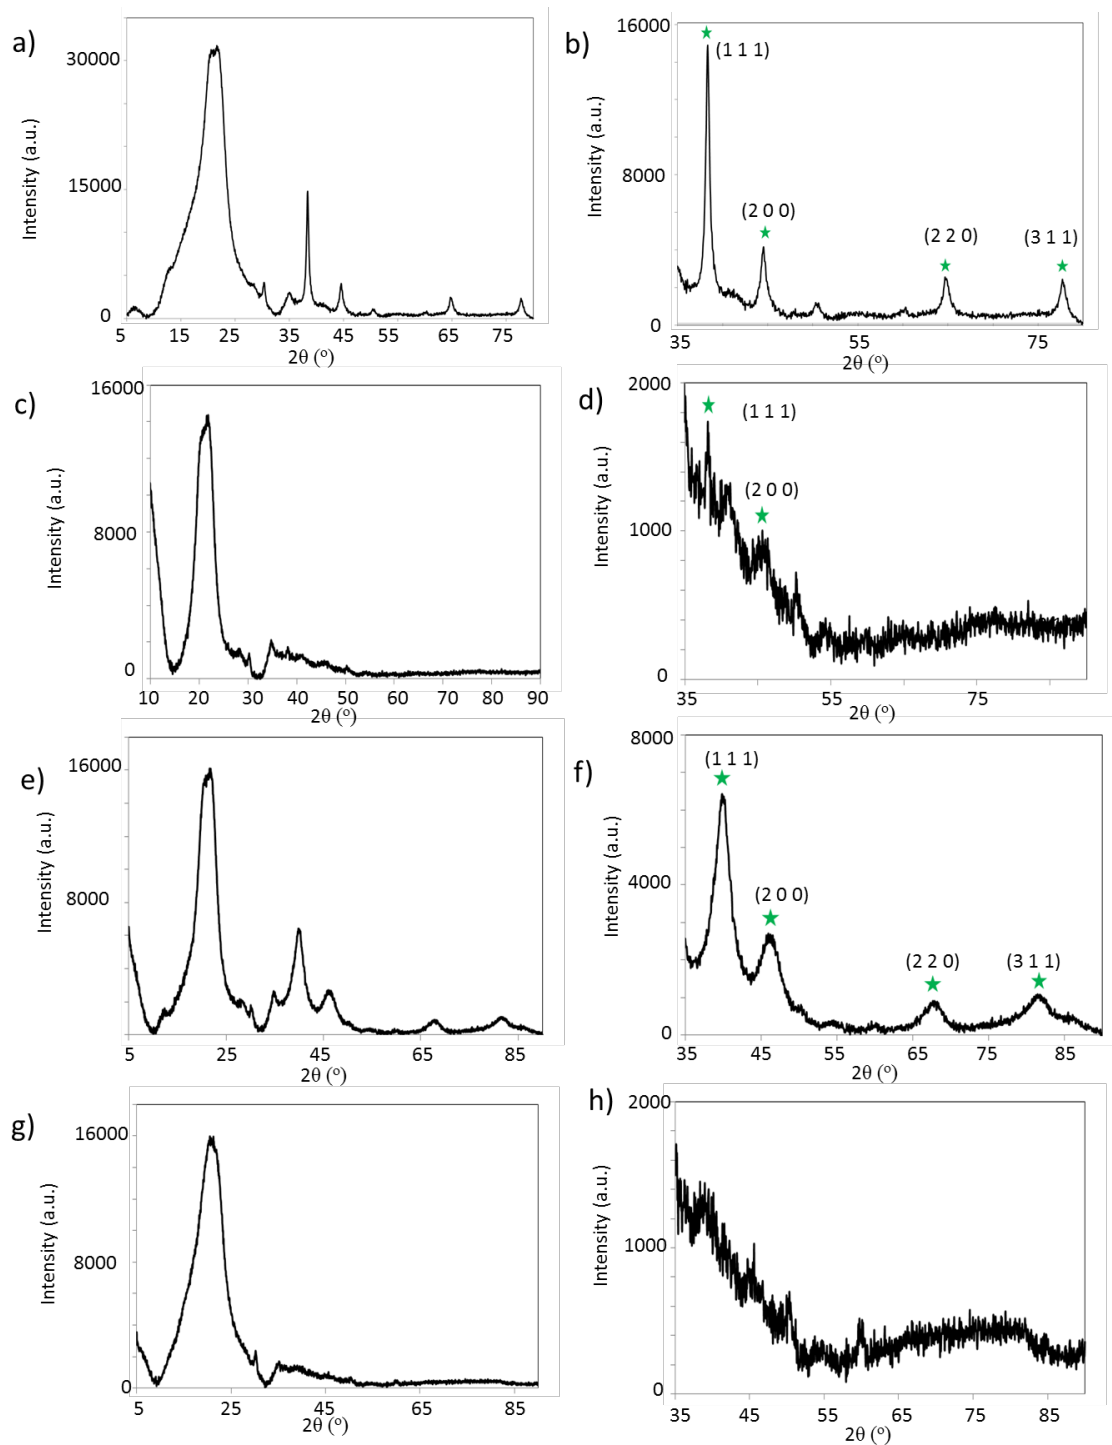 a)
Intensity (a.u.)
30000
15000
0
5 15 25 35 45 55 65 75
2θ (°)
b)
Intensity (a.u.)
16000
8000
0
(1 1 1)
(2 0 0)
(2 2 0)
(3 1 1)
35 55 75
2θ (°)
c)
Intensity (a.u.)
16000
8000
0
10 20 30 40 50 60 70 80 90
2θ (°)
d)
Intensity (a.u.)
2000
1000
0
(1 1 1)
(2 0 0)
35 55 75
2θ (°)
e)
Intensity (a.u.)
16000
8000
0
5 25 45 65 85
2θ (°)
f)
Intensity (a.u.)
8000
4000
0
(1 1 1)
(2 0 0)
(2 2 0)
(3 1 1)
35 45 55 65 75 85
2θ (°)
g)
Intensity (a.u.)
16000
8000
0
5 25 45 65 85
2θ (°)
h)
Intensity (a.u.)
2000
1000
0
35 45 55 65 75 85
2θ (°)